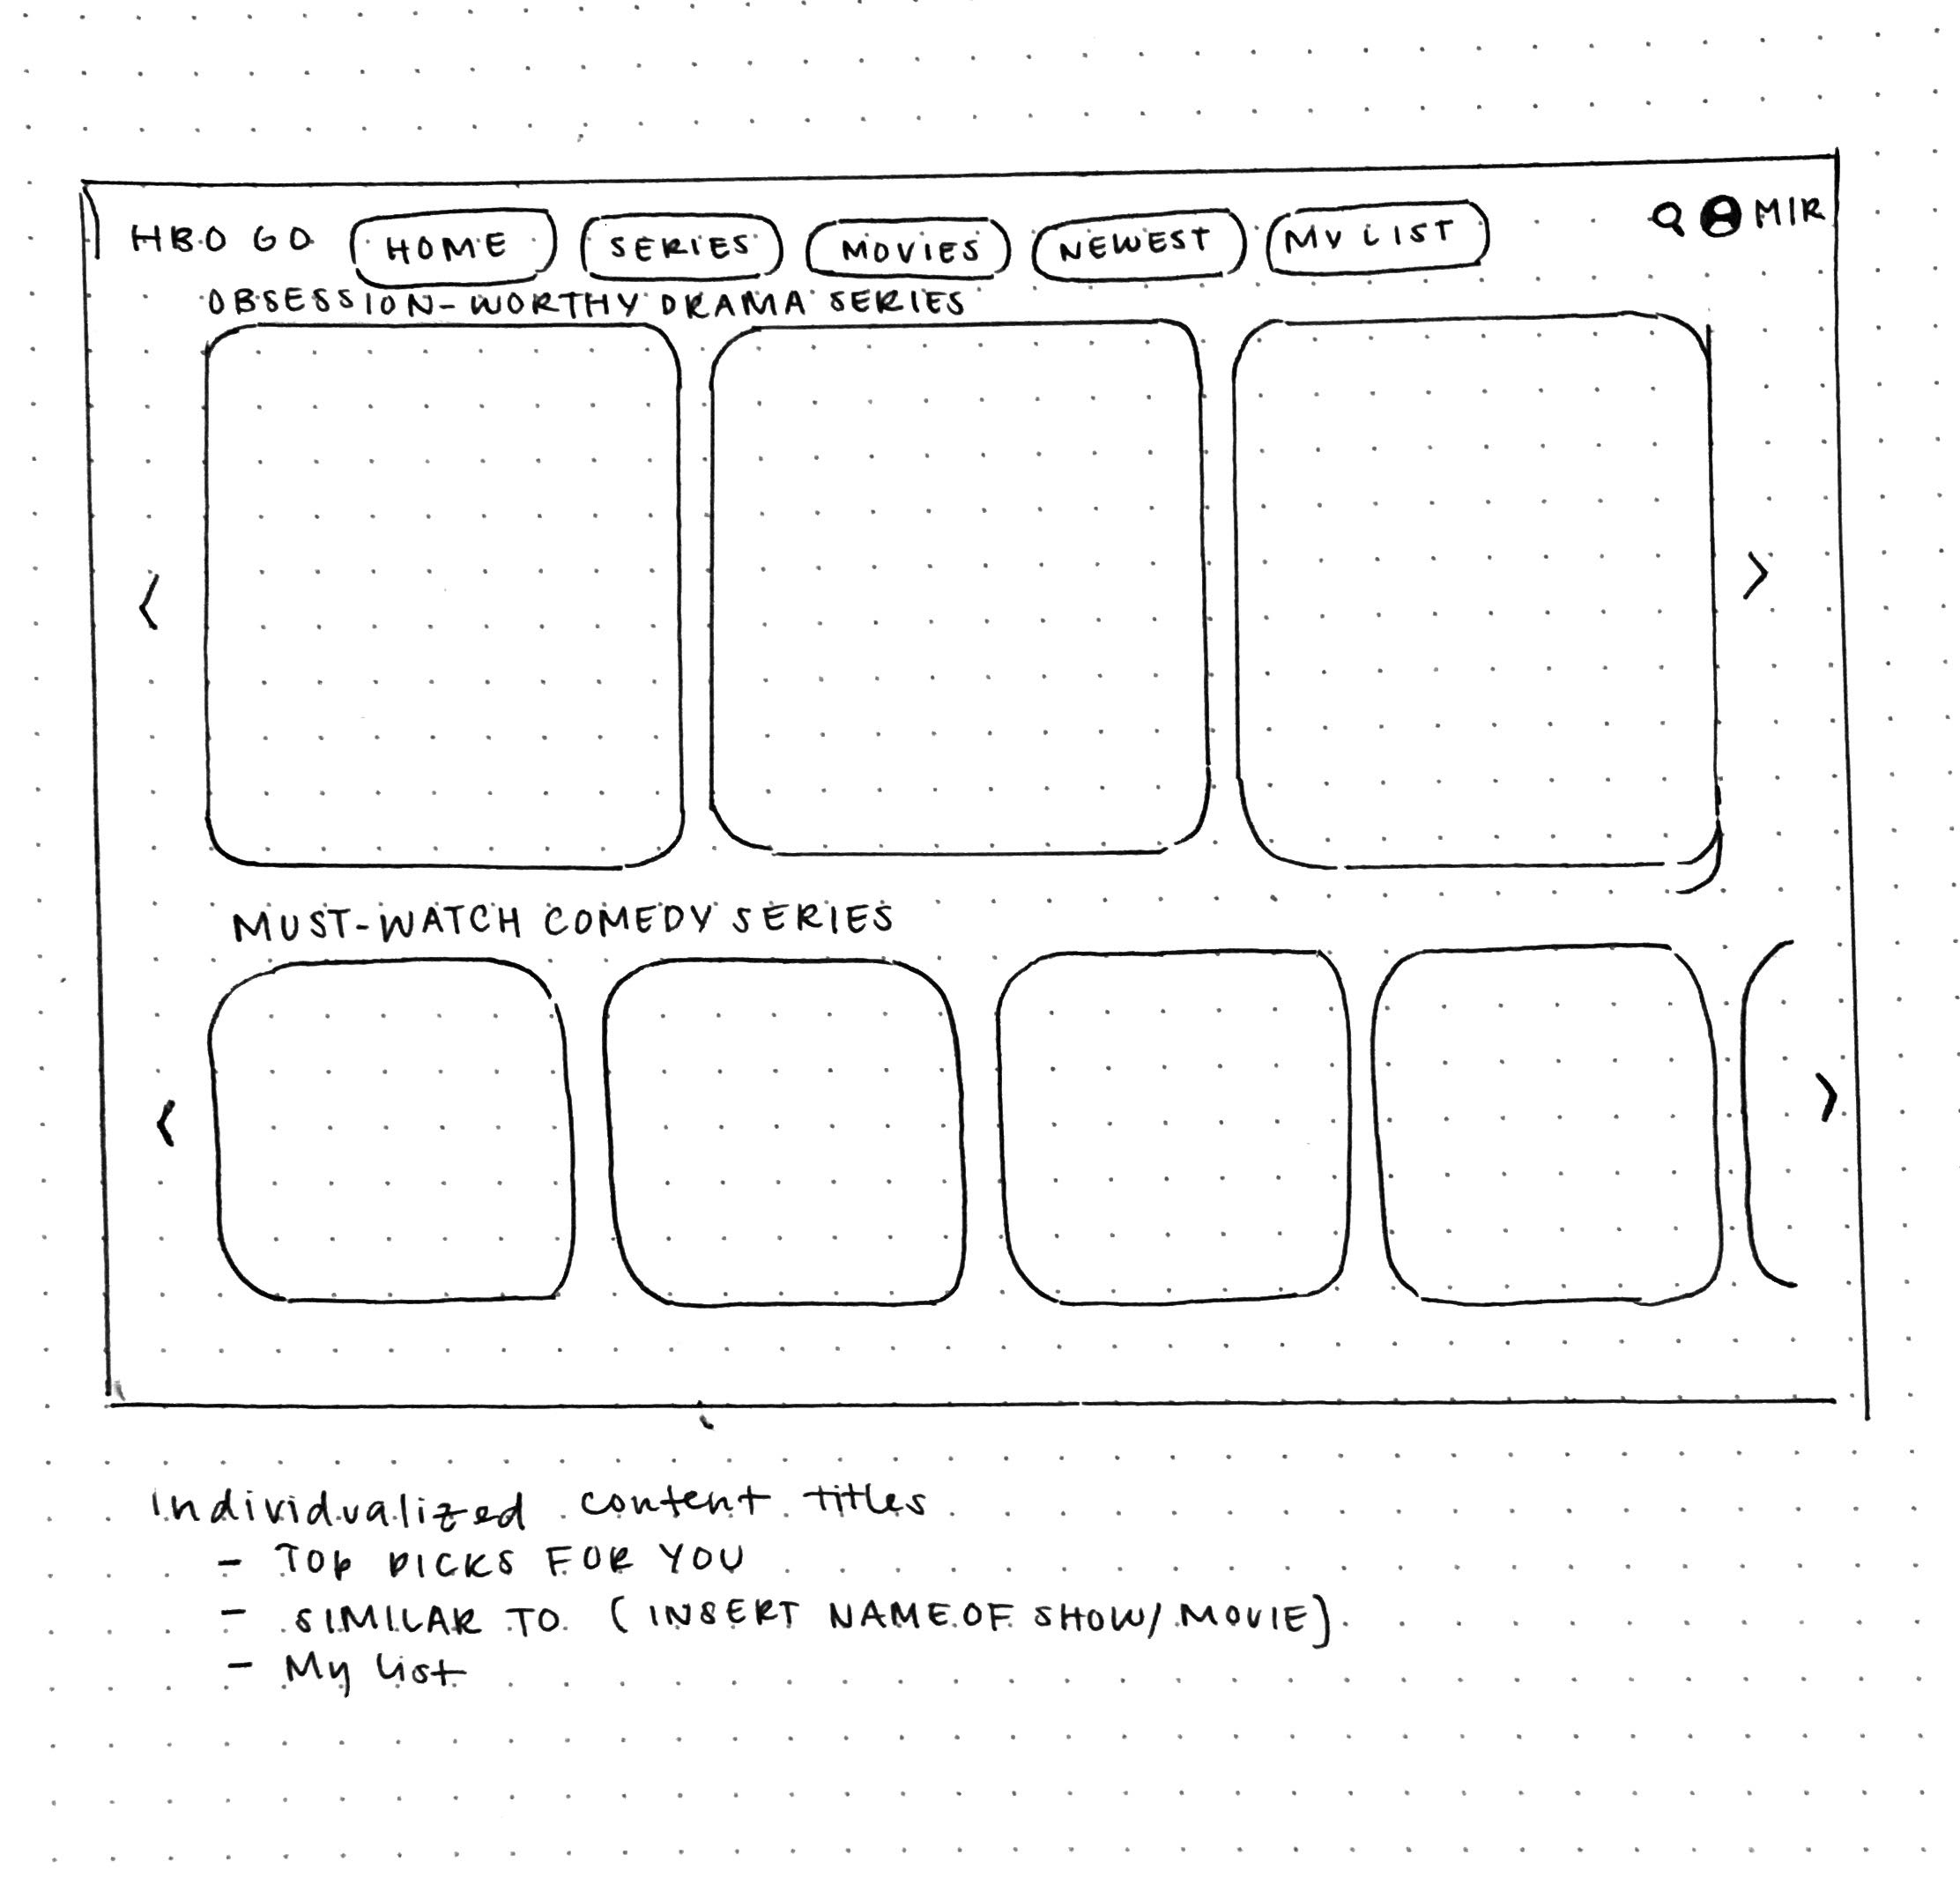 HBO GO HOME SERIES MOVIES NEWEST MY LIST MIR
OBSESSION-WORTHY DRAMA SERIES
< >
MUST-WATCH COMEDY SERIES
< >
Individualized content titles
- TOP PICKS FOR YOU
- SIMILAR TO (INSERT NAME OF SHOW/MOVIE)
- My list